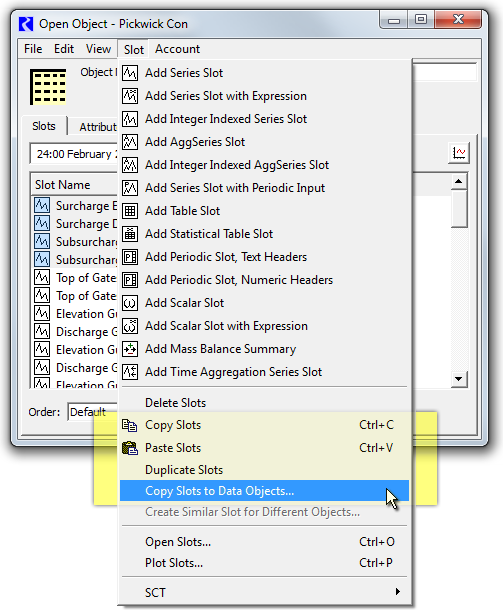 Open Object - Pickwick Con
File Edit View Slot Account
Object
Slots Attribut
24:00 February
Slot Name
Surcharge
Surcharge
Subsurcharg
Subsurcharg
Top of Gate
Top of Gate
Elevation Gu
Discharge G
Elevation Gu
Discharge G
Elevation Gu
Order: Default
Add Series Slot
Add Series Slot with Expression
Add Integer Indexed Series Slot
Add AggSeries Slot
Add Integer Indexed AggSeries Slot
Add Series Slot with Periodic Input
Add Table Slot
Add Statistical Table Slot
Add Periodic Slot, Text Headers
Add Periodic Slot, Numeric Headers
Add Scalar Slot
Add Scalar Slot with Expression
Add Mass Balance Summary
Add Time Aggregation Series Slot
Delete Slots
Copy Slots Ctrl+C
Paste Slots Ctrl+V
Duplicate Slots
Copy Slots to Data Objects...
Create Similar Slot for Different Objects...
Open Slots... Ctrl+O
Plot Slots... Ctrl+P
SCT